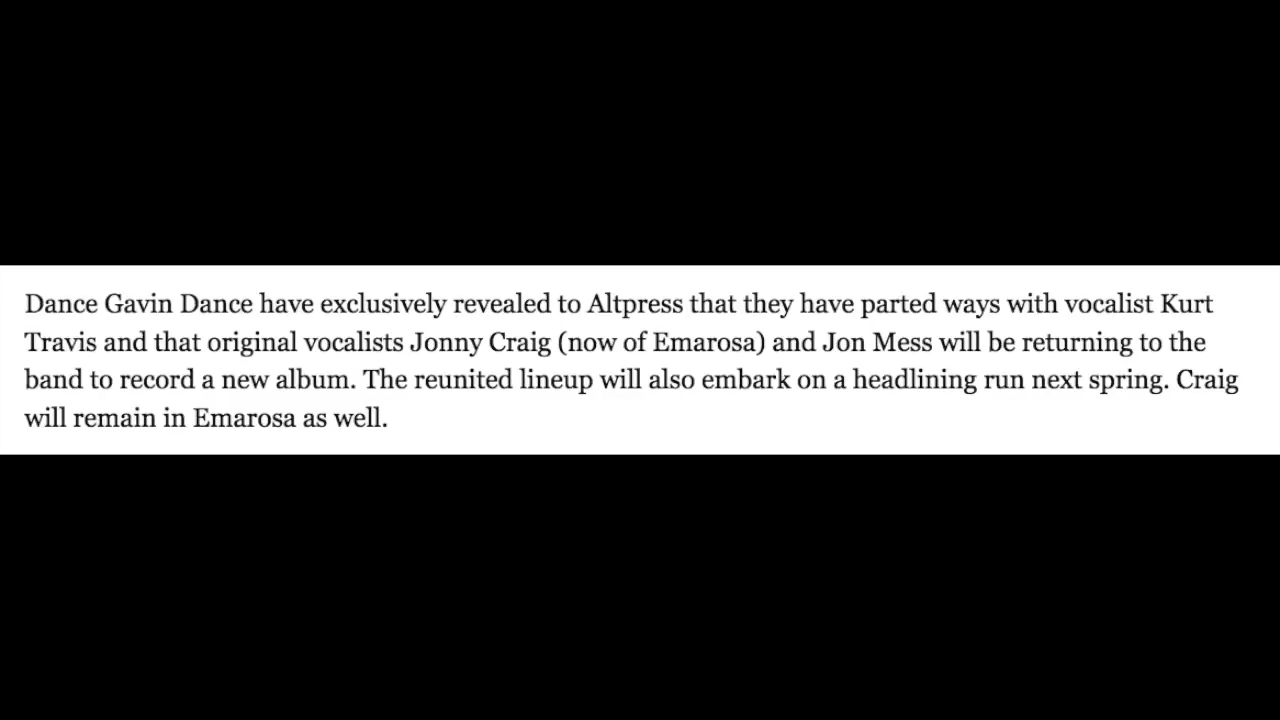 Dance Gavin Dance have exclusively revealed to Altpress that they have parted ways with vocalist Kurt
Travis and that original vocalists Jonny Craig (now of Emarosa) and Jon Mess will be returning to the
band to record a new album. The reunited lineup will also embark on a headlining run next spring. Craig
will remain in Emarosa as well.